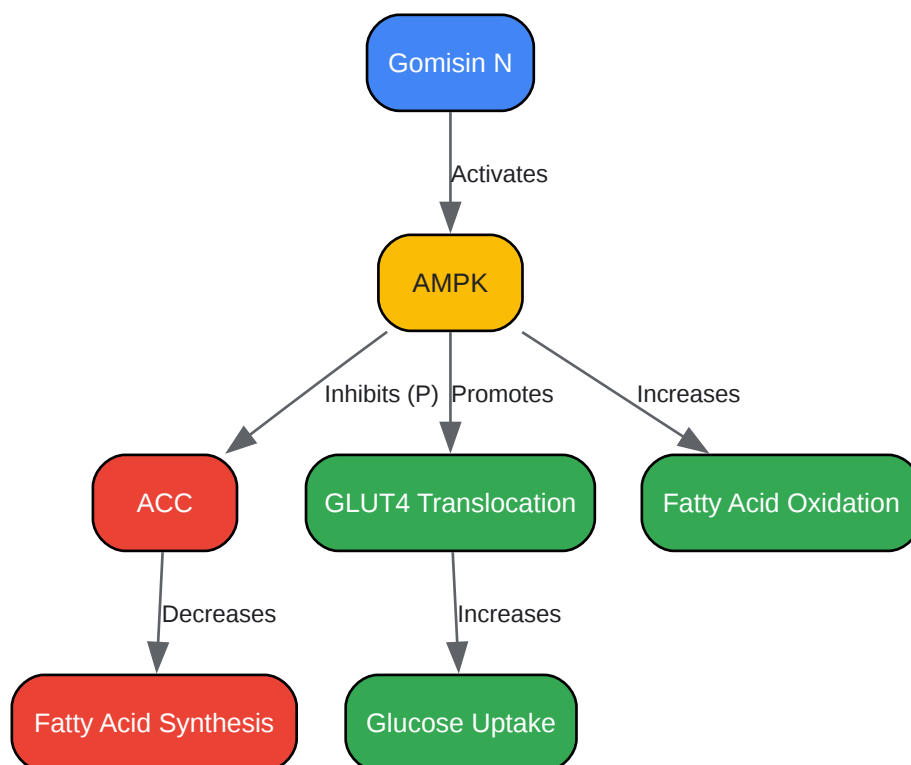 Gomisin N
Activates
AMPK
Inhibits (P)
Promotes
Increases
ACC
GLUT4 Translocation
Fatty Acid Oxidation
Decreases
Increases
Fatty Acid Synthesis
Glucose Uptake